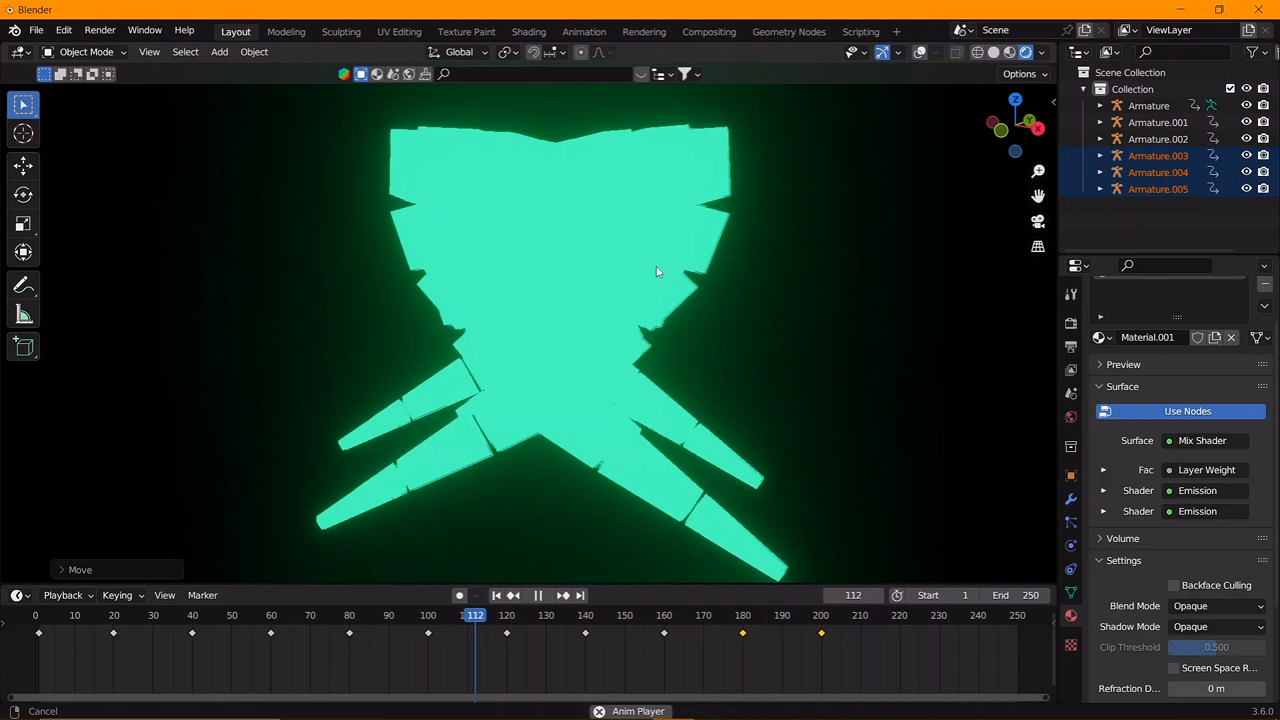 Blender
File Edit Render Window Help Layout Modeling Sculpting UV Editing Texture Paint Shading Animation Rendering Compositing Geometry Nodes Scripting + Scene ViewLayer
Object Mode View Select Add Object Global
Options
Scene Collection
Collection
Armature
Armature.001
Armature.002
Armature.003
Armature.004
Armature.005
Z
Y
X
Material.001
Preview
Surface
Use Nodes
Surface Mix Shader
Fac Layer Weight
Shader Emission
Shader Emission
Volume
Settings
Backface Culling
Blend Mode Opaque
Shadow Mode Opaque
Clip Threshold 0.500
Screen Space R...
Refraction D... 0 m
Move
Playback Keying View Marker 112 Start 1 End 250
0 10 20 30 40 50 60 70 80 90 100 112 120 130 140 150 160 170 180 190 200 210 220 230 240 250
Cancel Anim Player 3.6.0